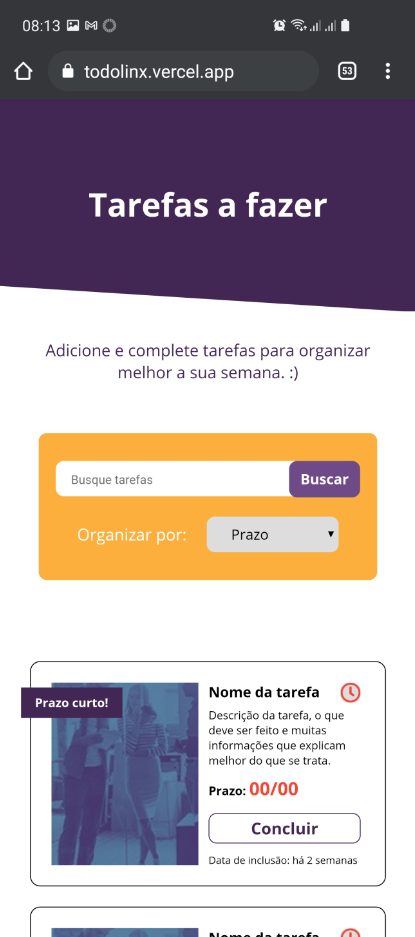 08:13
todolinx.vercel.app
53
Tarefas a fazer
Adicione e complete tarefas para organizar
melhor a sua semana. :)
Busque tarefas
Buscar
Organizar por:
Prazo
Prazo curto!
Nome da tarefa
Descrição da tarefa, o que
deve ser feito e muitas
informações que explicam
melhor do que se trata.
Prazo: 00/00
Concluir
Data de inclusão: há 2 semanas
Nome da tarefa